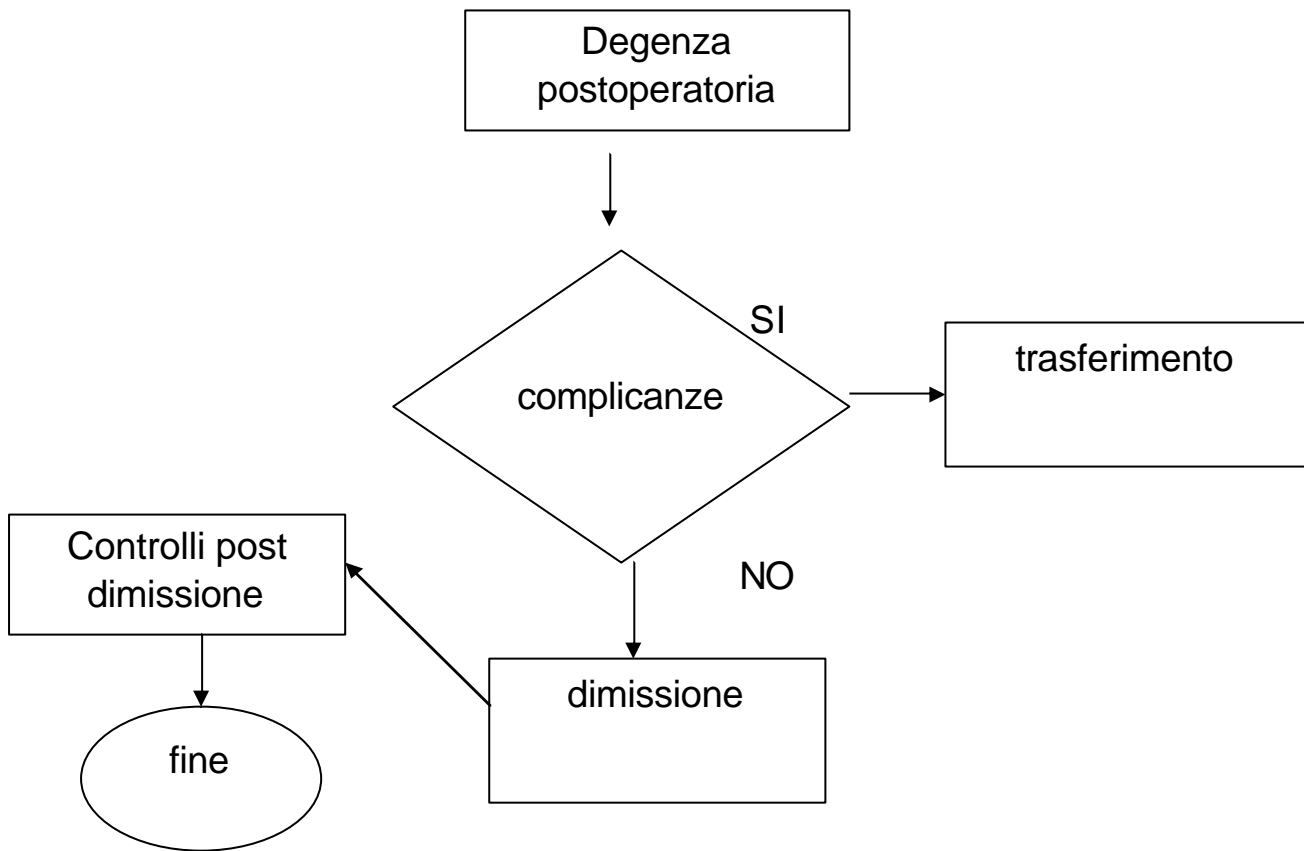 Degenza
postoperatoria
SI
trasferimento
complicanze
Controlli post
dimissione
NO
dimissione
fine